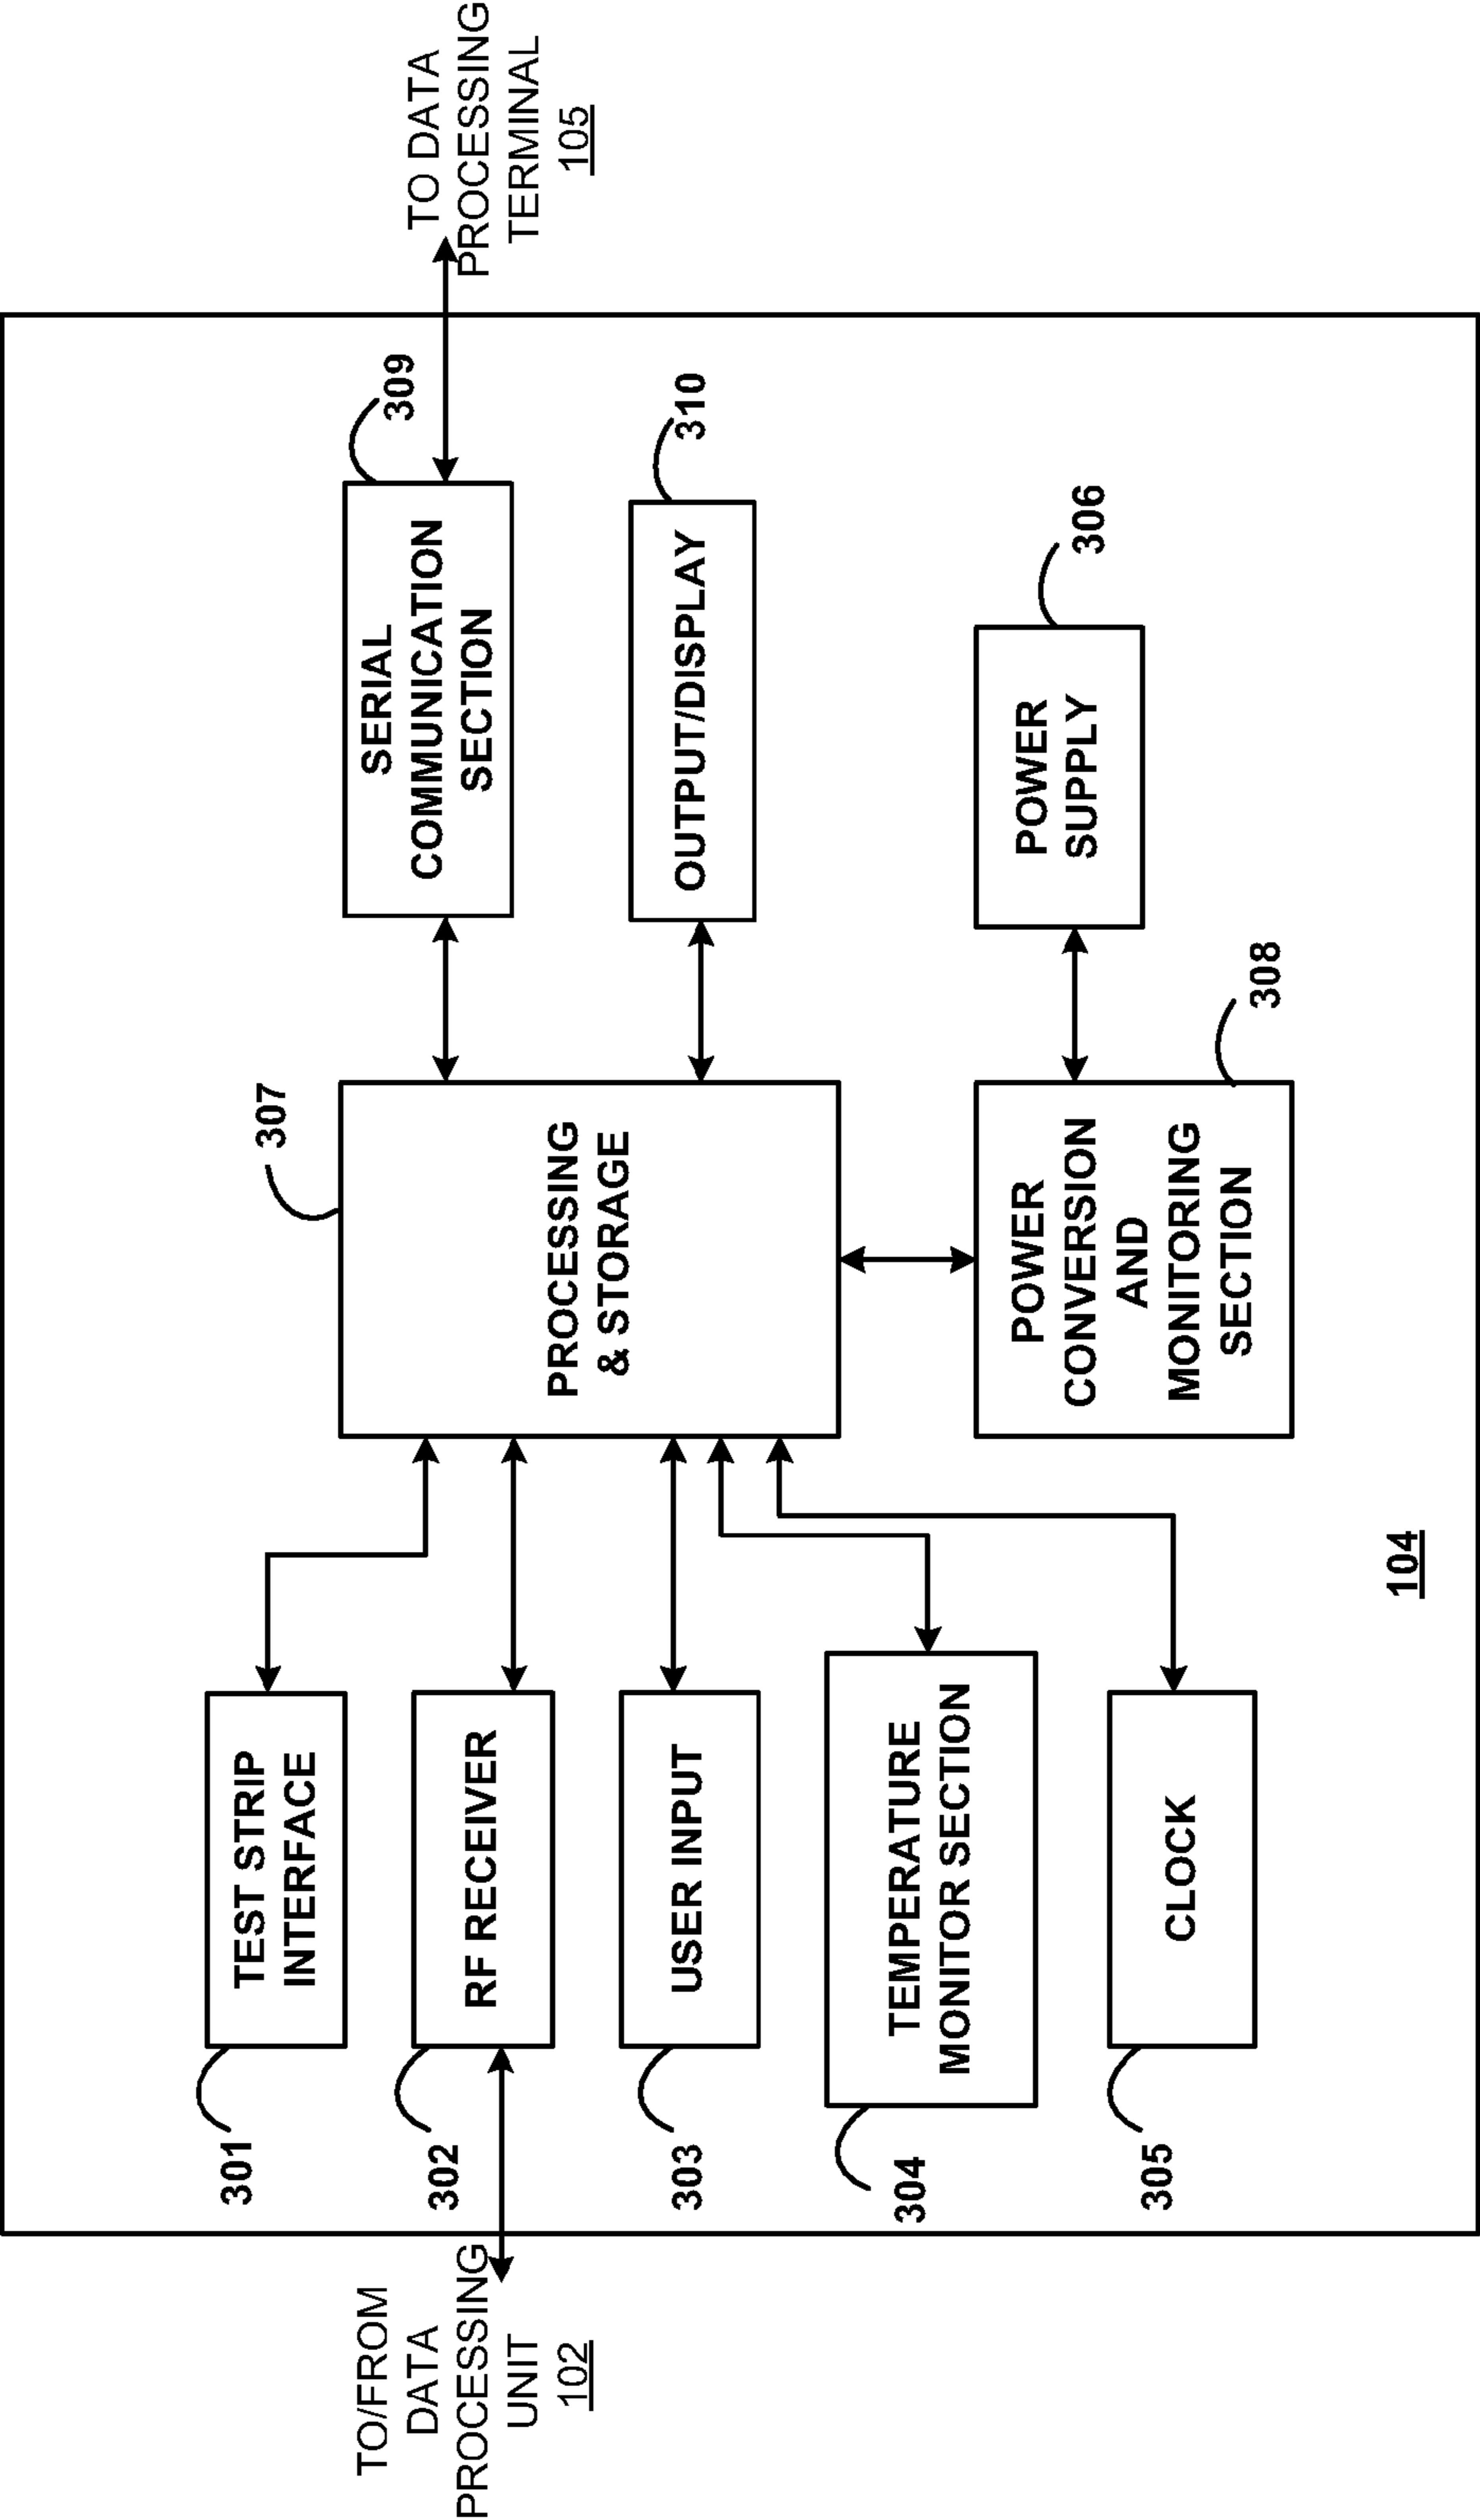 TO/FROM
DATA
PROCESSING
UNIT
102
301
TEST STRIP
INTERFACE
302
RF RECEIVER
303
USER INPUT
304
TEMPERATURE
MONITOR SECTION
305
CLOCK
307
PROCESSING
& STORAGE
POWER
CONVERSION
AND
MONITORING
SECTION
308
SERIAL
COMMUNICATION
SECTION
309
OUTPUT/DISPLAY
310
POWER
SUPPLY
306
TO DATA
PROCESSING
TERMINAL
105
104